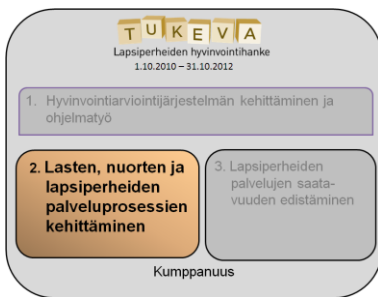 TUKEVA
Lapsiperheiden hyvinvointihanke
1.10.2010 – 31.10.2012
1. Hyvinvointiarviointijärjestelmän kehittäminen ja
ohjelmatyö
2. Lasten, nuorten ja
lapsiperheiden
palveluprosessien
kehittäminen
3. Lapsiperheiden
palvelujen saata-
vuuden edistäminen
Kumppanuus